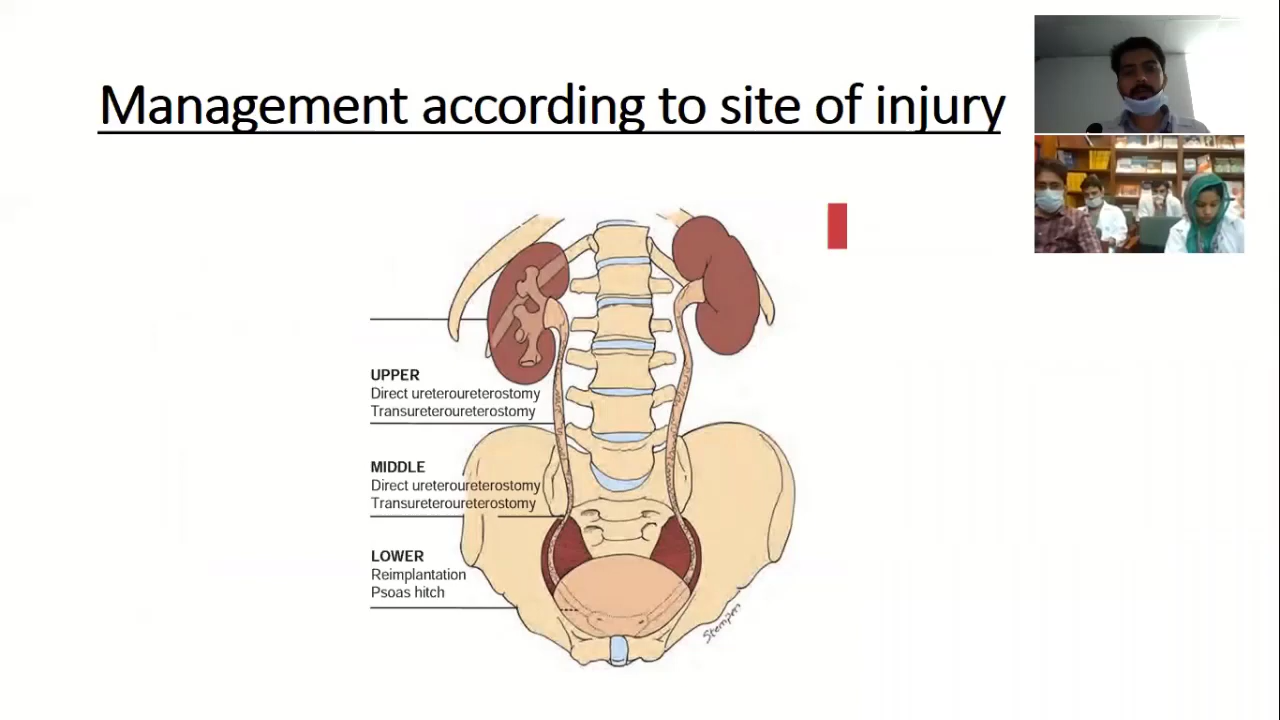 Management according to site of injury
UPPER
Direct ureteroureterostomy
Transureteroureterostomy
MIDDLE
Direct ureteroureterostomy
Transureteroureterostomy
LOWER
Reimplantation
Psoas hitch